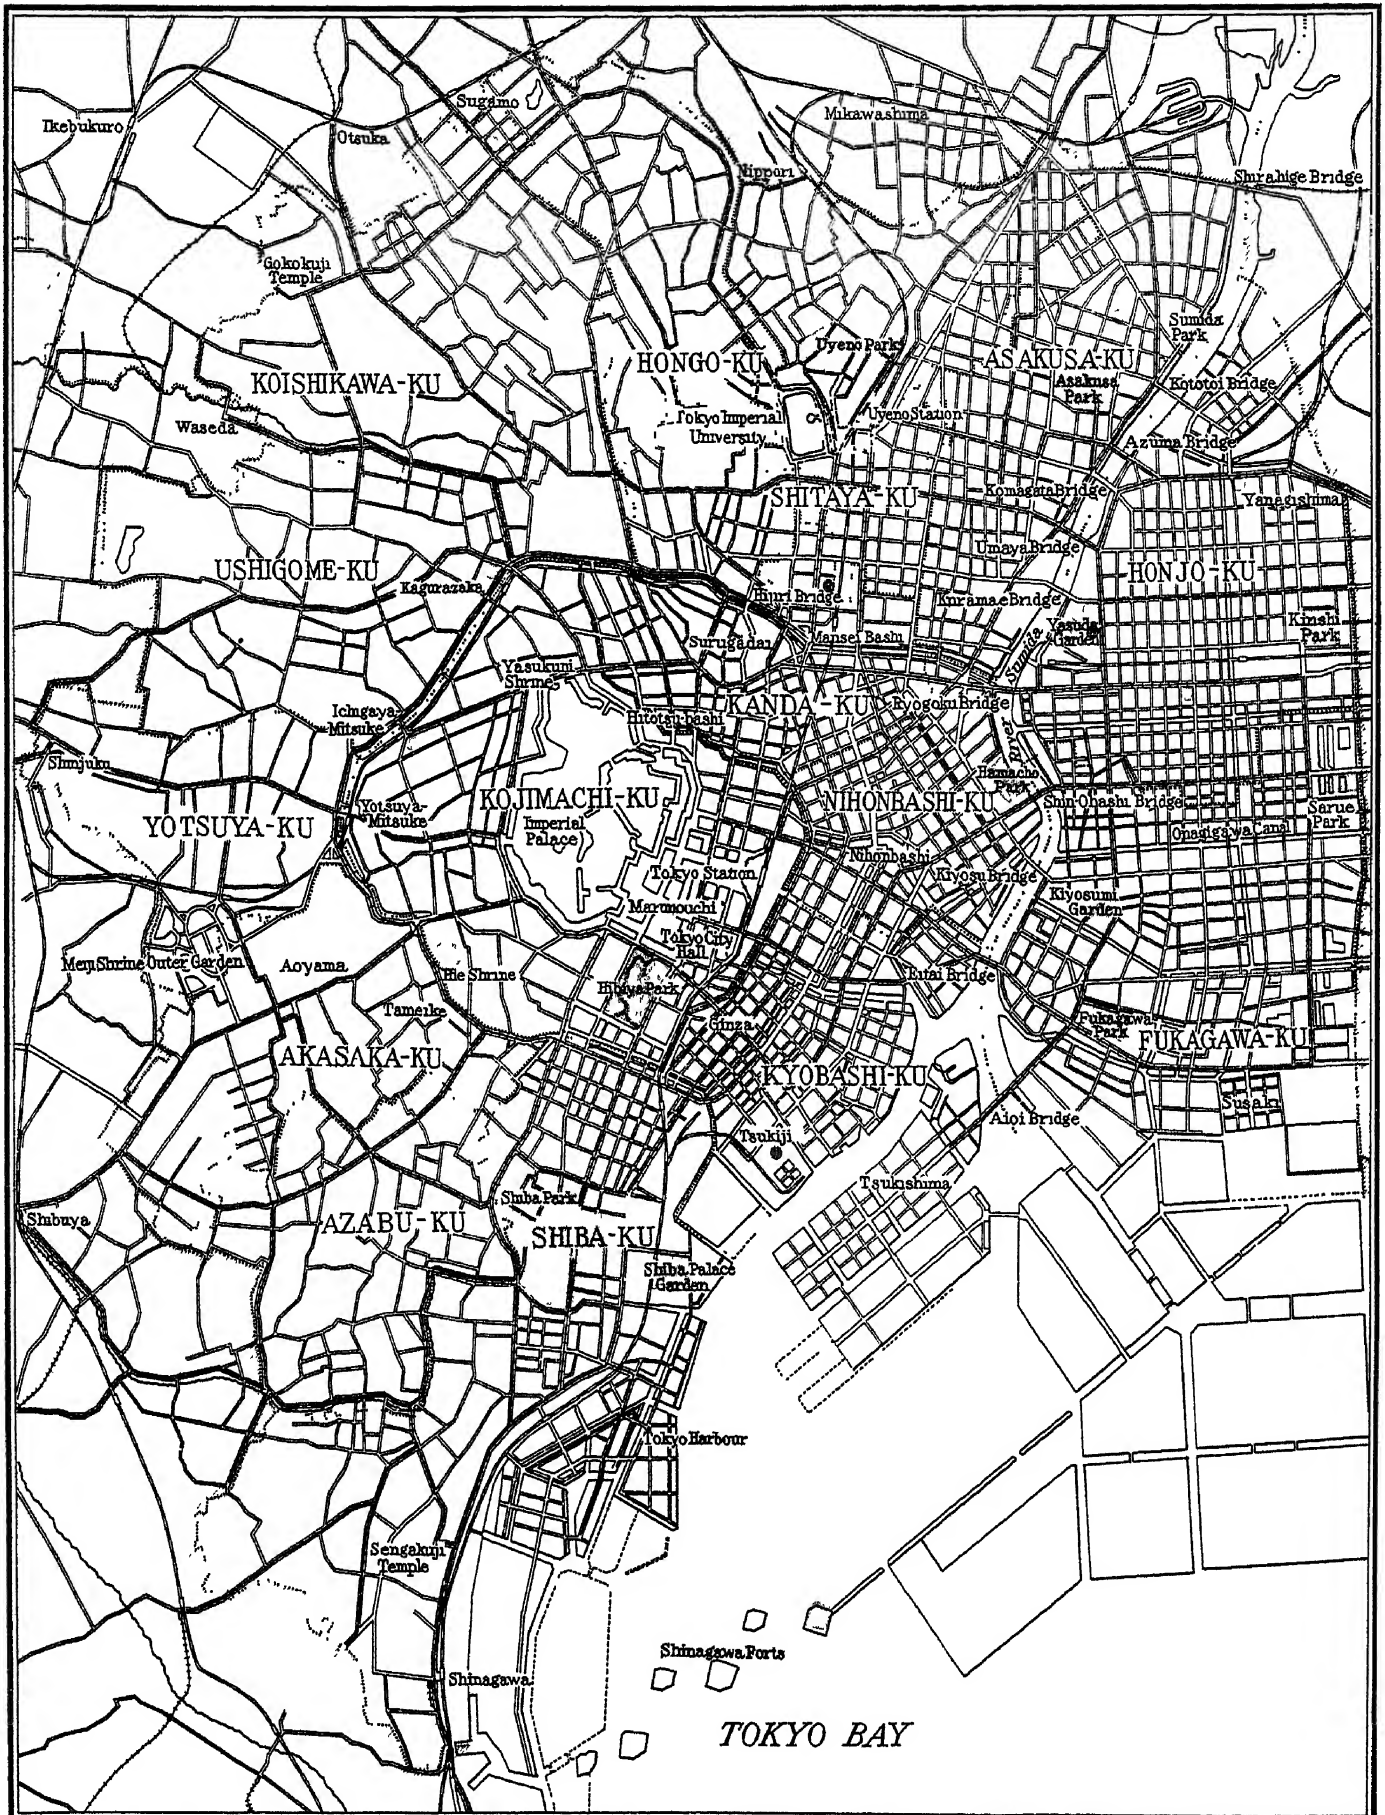 Sugamo
Ikebukuro
Otsuka
Mikawashima
Nippori
Shirahige Bridge
Gokokuji
Temple
Sumida
Park
Uyeno Park
HONGO-KU
ASAKUSA-KU
Asakusa
Park
KOISHIKAWA-KU
Kototoi Bridge
Tokyo Imperial
University
Uyeno Station
Waseda
Azuma Bridge
SHITAYA-KU
Komagata Bridge
Yanagishima
Umaya Bridge
USHIGOME-KU
HONJO-KU
Kagurazaka
Hijiri Bridge
Knramae Bridge
Kinshi
Park
Yasuda
Garden
Surugadai
Mansei Bashi
Sumida
River
Yasukuni
Shrine
KANDA-KU
Ryogoku Bridge
Ichigaya-
Mitsuke
Hitotsubashi
Shinjuku
Hamacho
Park
KOJIMACHI-KU
Imperial
Palace
NIHONBASHI-KU
Shin-Ohashi Bridge
Sarue
Park
Yotsuya-
Mitsuke
YOTSUYA-KU
Onagigawa Canal
Nihonbashi
Tokyo Station
Kiyosu Bridge
Kiyosumi
Garden
Marunouchi
Tokyo City
Hall
Meiji Shrine Outer Garden
Aoyama
Hie Shrine
Eitai Bridge
Hibiya Park
Tameike
Ginza
Fukagawa
Park
FUKAGAWA-KU
AKASAKA-KU
KYOBASHI-KU
Susaki
Aioi Bridge
Tsukiji
Tsukishima
Shiba Park
Shibuya
AZABU-KU
SHIBA-KU
Shiba Palace
Garden
Tokyo Harbour
Sengakuji
Temple
Shinagawa Forts
Shinagawa
TOKYO BAY